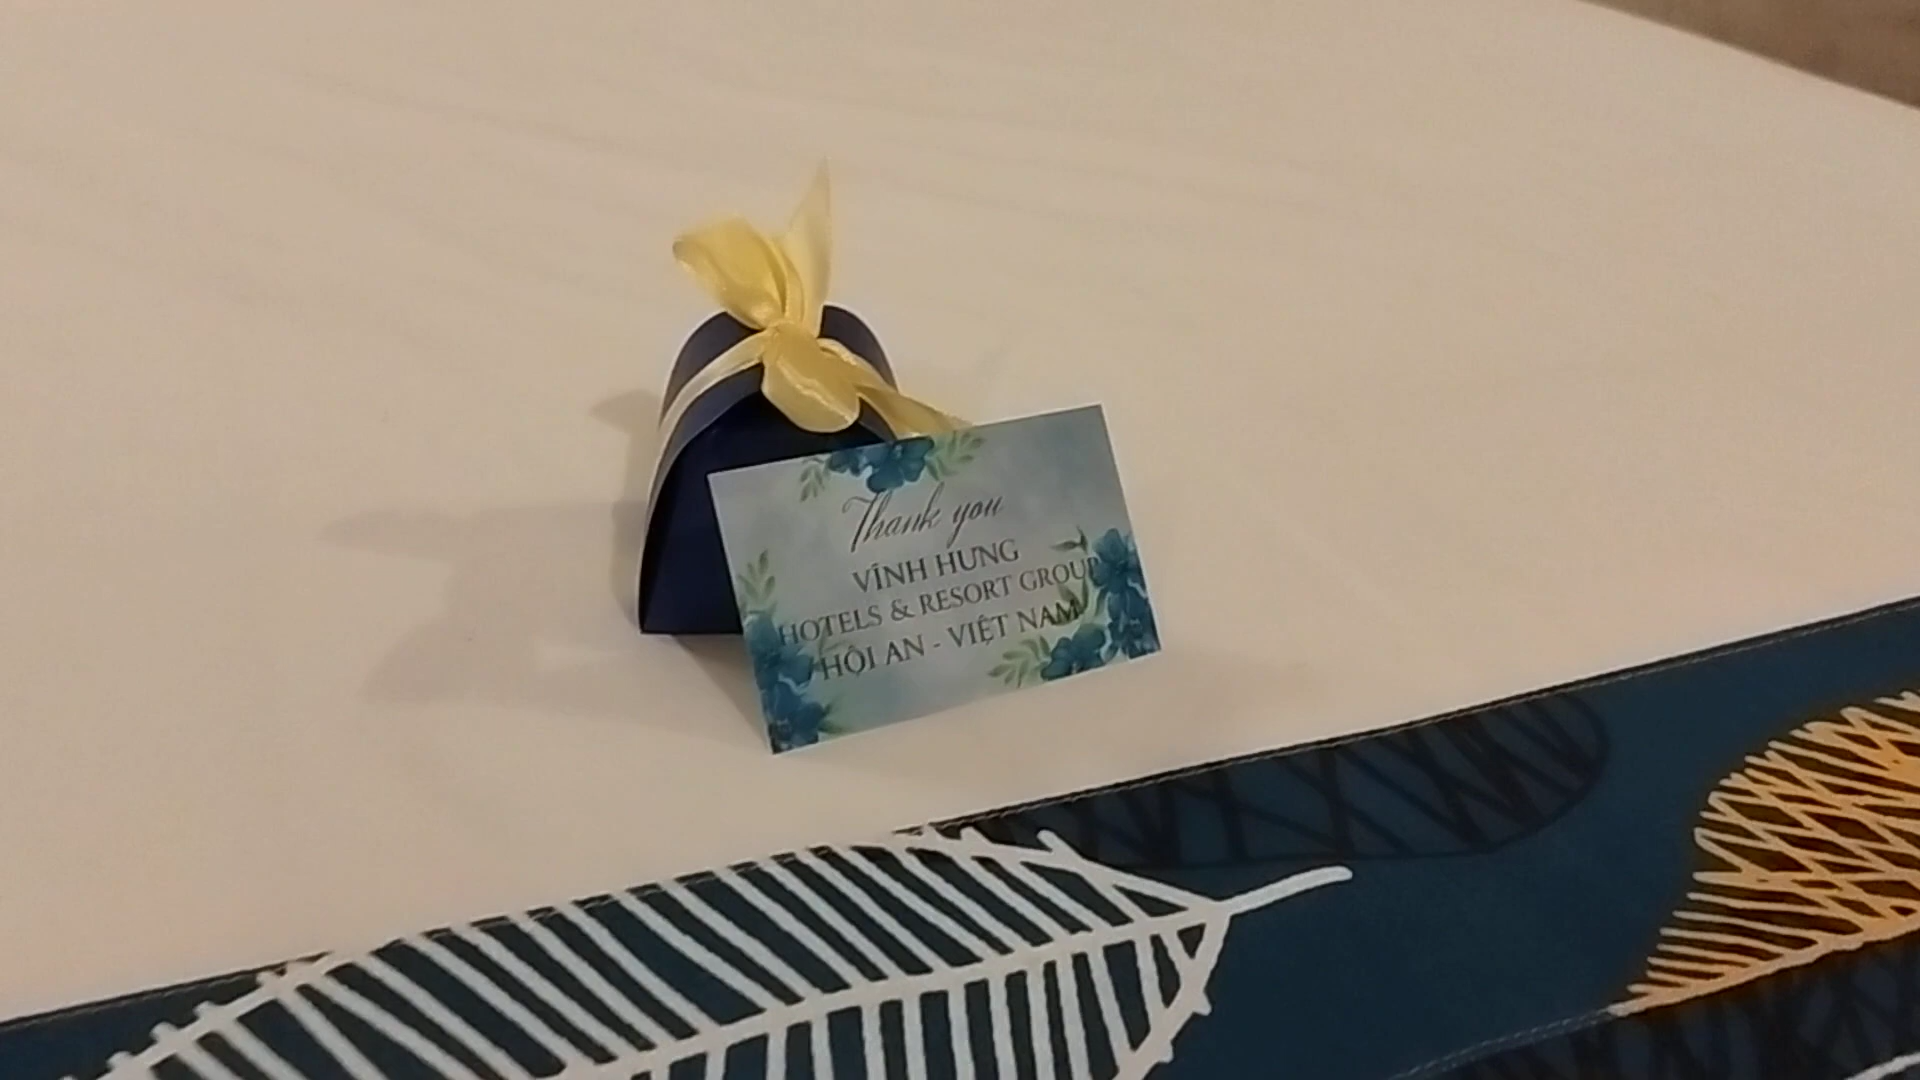 Thank you
VĨNH HƯNG
HOTELS & RESORT GROUP
HỘI AN - VIỆT NAM